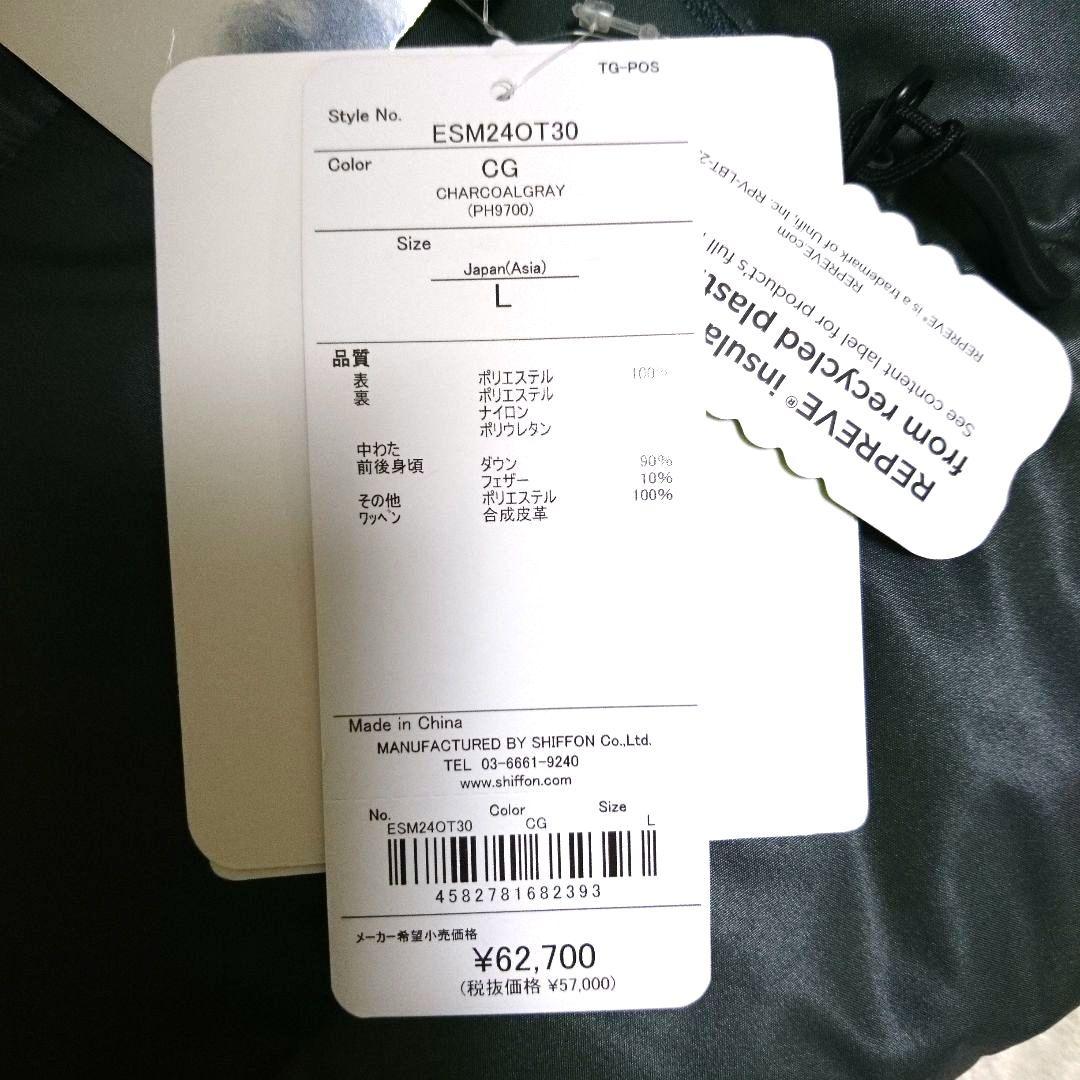 TG-POS
Style No.
ESM24OT30
Color
CG
CHARCOALGRAY
(PH9700)
Size
Japan(Asia)
L
品質
表 ポリエステル 100%
裏 ポリエステル
ナイロン
ポリウレタン
中わた
前後身頃 ダウン 90%
フェザー 10%
その他 ポリエステル 100%
ワッペン 合成皮革
Made in China
MANUFACTURED BY SHIFFON Co.,Ltd.
TEL 03-6661-9240
www.shiffon.com
No. Color Size
ESM24OT30 CG L
4582781682393
メーカー希望小売価格
¥62,700
(税抜価格 ¥57,000)
REPREVE® insula
from recycled plast
See content label for product's full
REPREVE® is a trademark of Unifi, Inc. RPV-LBT-2
REPREVE.com